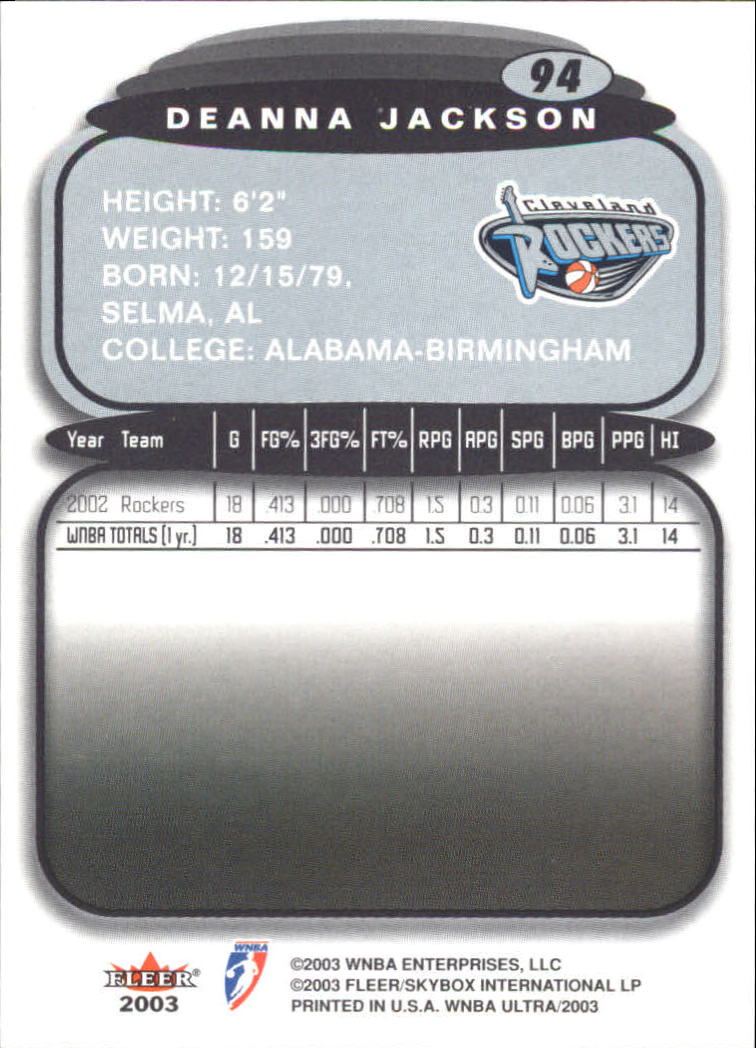 94
DEANNA JACKSON
HEIGHT: 6'2"
WEIGHT: 159
BORN: 12/15/79,
SELMA, AL
COLLEGE: ALABAMA-BIRMINGHAM
Cleveland
ROCKERS
Year Team G FG% 3FG% FT% RPG APG SPG BPG PPG HI
2002 Rockers 18 .413 .000 .708 1.5 0.3 0.11 0.06 3.1 14
WNBA TOTALS (1 yr.) 18 .413 .000 .708 1.5 0.3 0.11 0.06 3.1 14
FLEER®
2003
WNBA
©2003 WNBA ENTERPRISES, LLC
©2003 FLEER/SKYBOX INTERNATIONAL LP
PRINTED IN U.S.A. WNBA ULTRA/2003